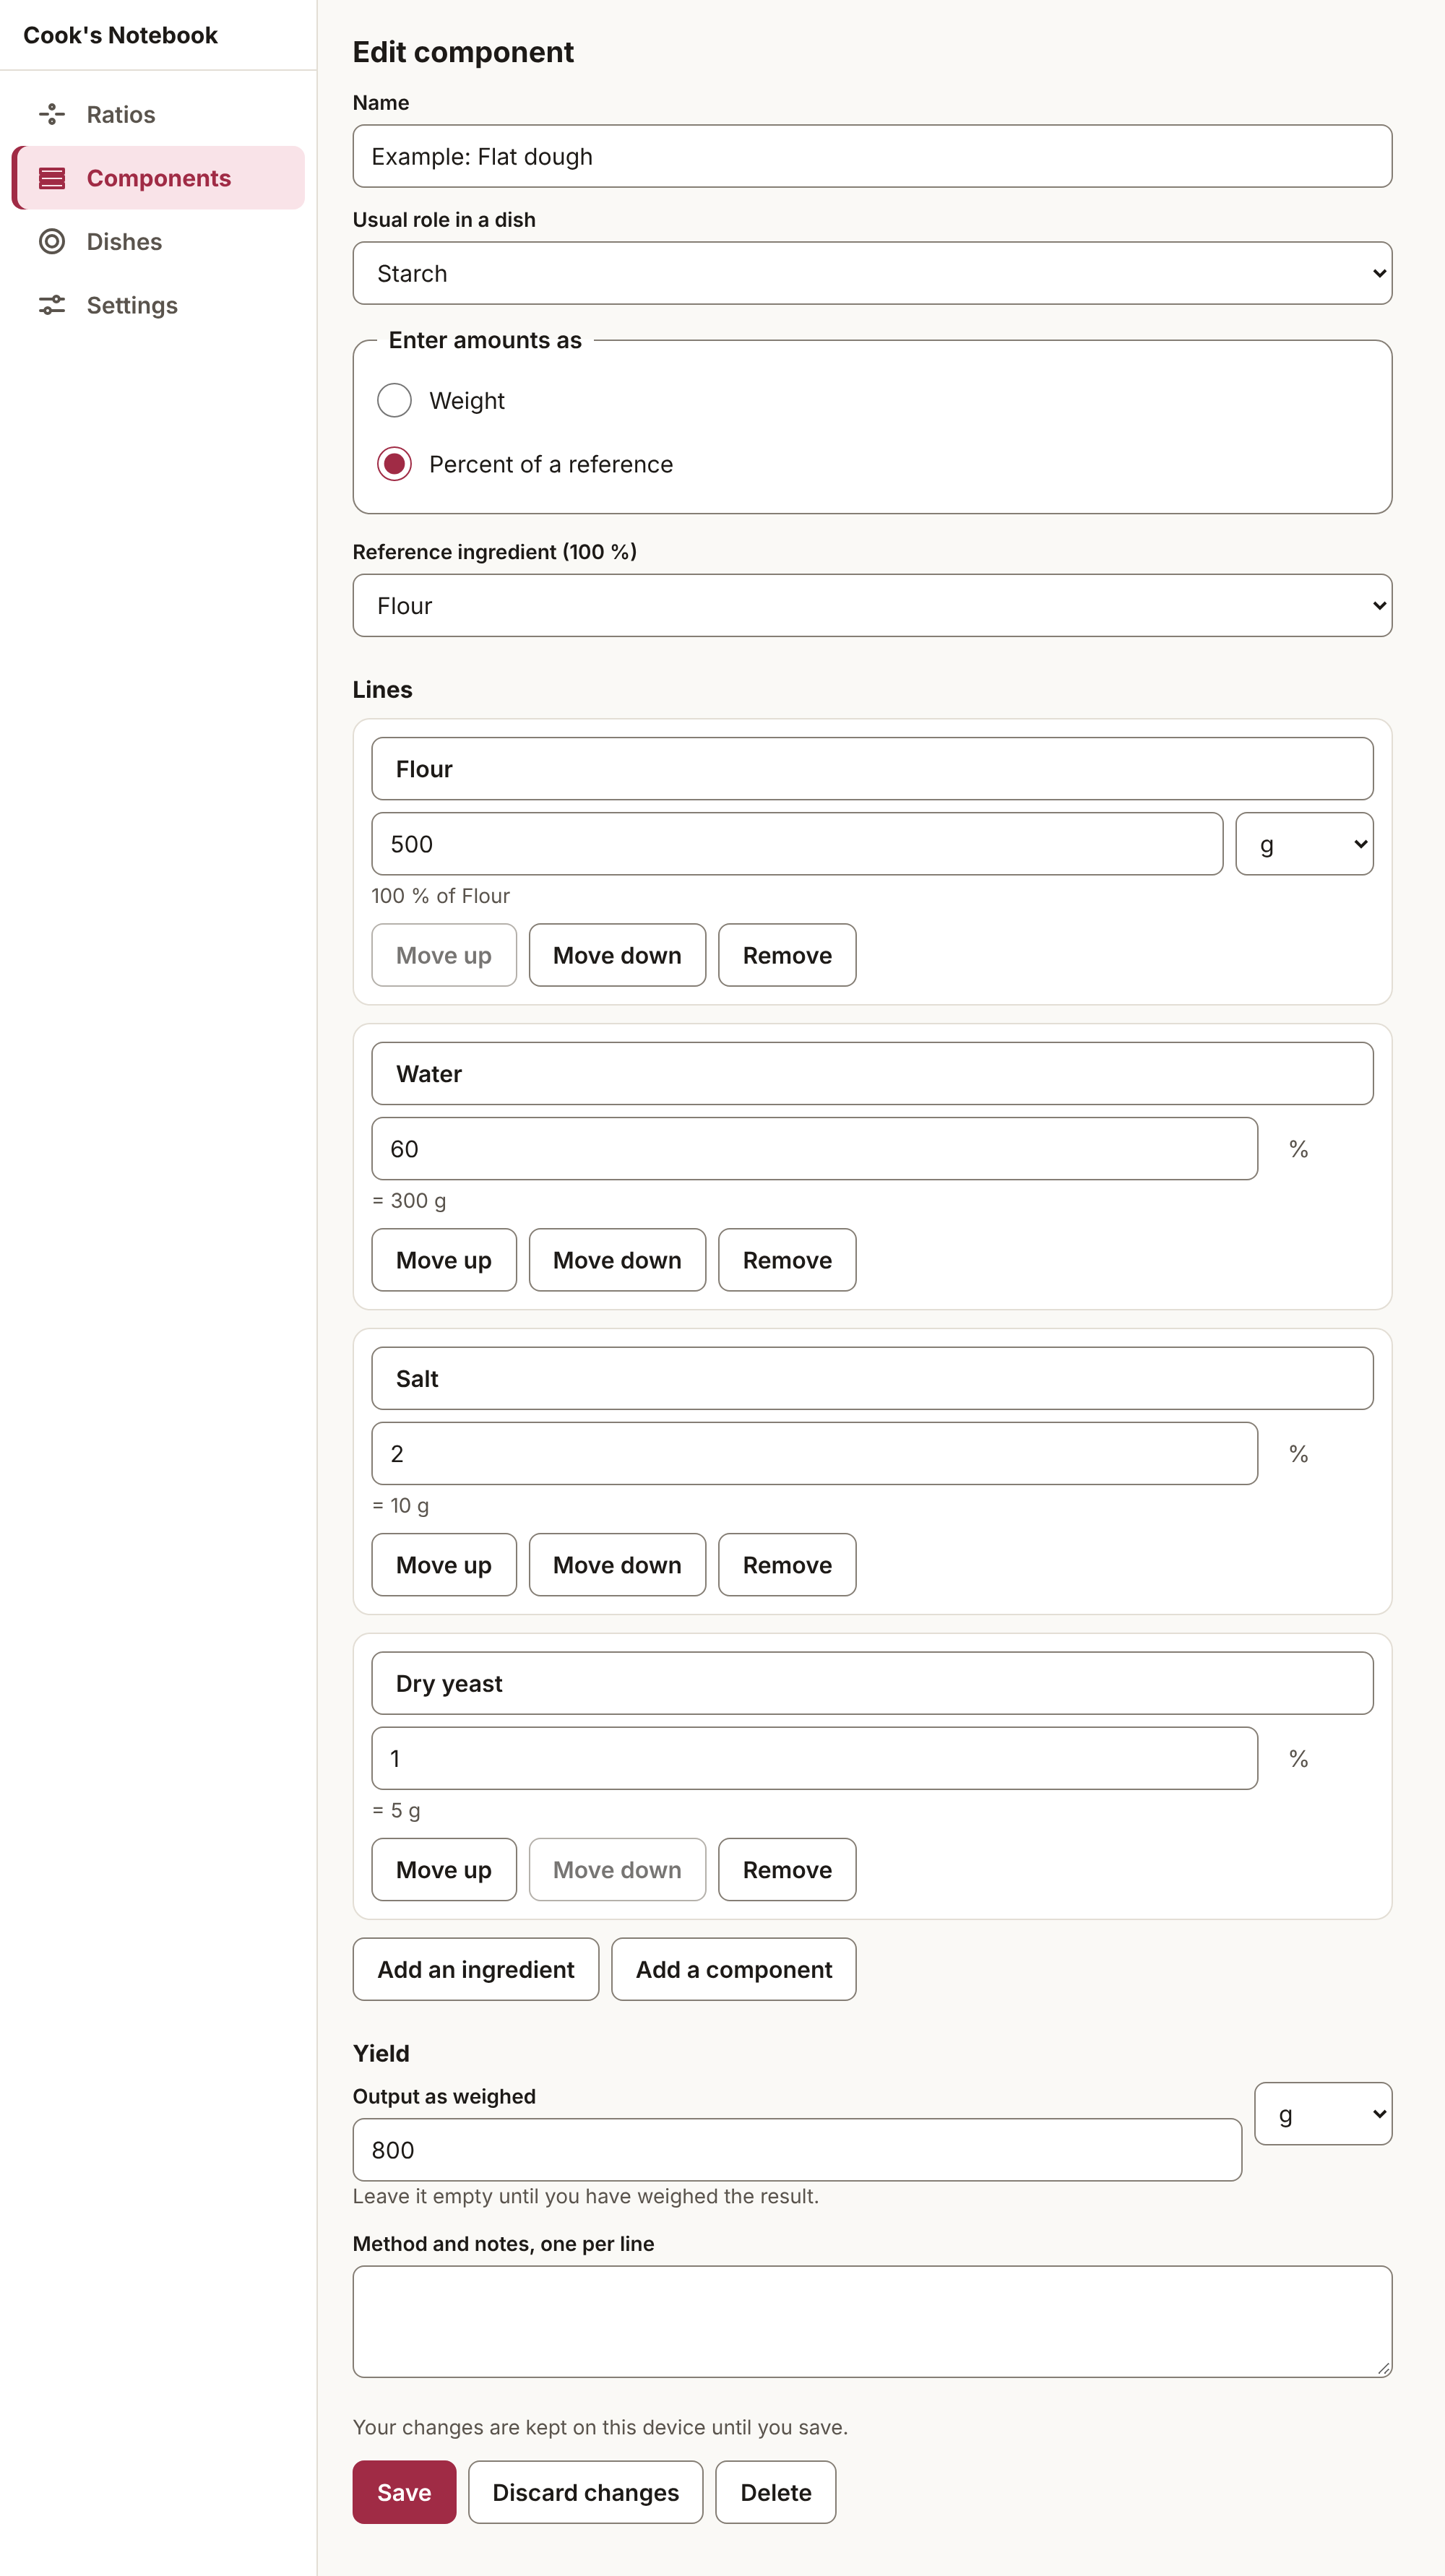 Cook's Notebook
Ratios
Components
Dishes
Settings
Edit component
Name
Example: Flat dough
Usual role in a dish
Starch
Enter amounts as
Weight
Percent of a reference
Reference ingredient (100 %)
Flour
Lines
Flour
500 g
100 % of Flour
Move up Move down Remove
Water
60 %
= 300 g
Move up Move down Remove
Salt
2 %
= 10 g
Move up Move down Remove
Dry yeast
1 %
= 5 g
Move up Move down Remove
Add an ingredient Add a component
Yield
Output as weighed
800 g
Leave it empty until you have weighed the result.
Method and notes, one per line
Your changes are kept on this device until you save.
Save Discard changes Delete